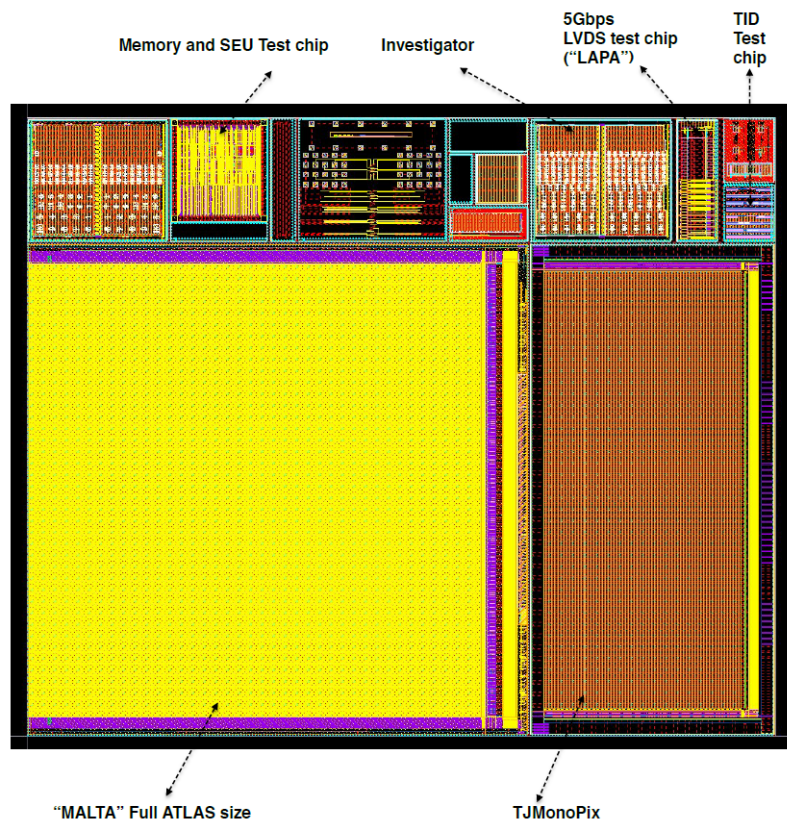 Memory and SEU Test chip
Investigator
5Gbps
LVDS test chip
(“LAPA”)
TID
Test
chip
“MALTA” Full ATLAS size
TJMonoPix